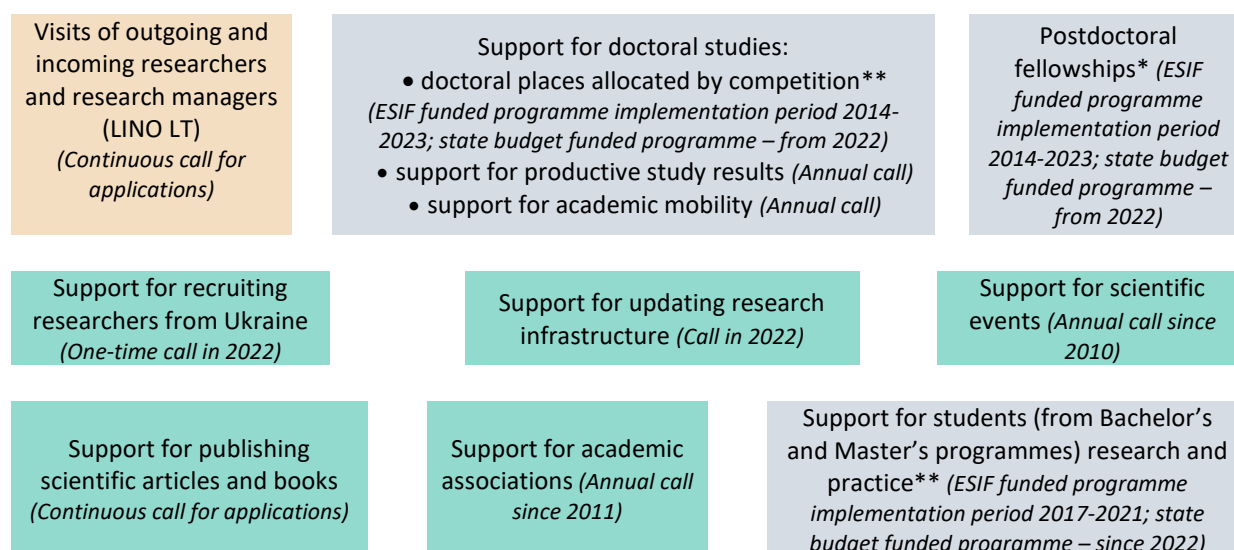 Visits of outgoing and
incoming researchers
and research managers
(LINO LT)
(Continuous call for
applications)
Support for doctoral studies:
• doctoral places allocated by competition**
(ESIF funded programme implementation period 2014-
2023; state budget funded programme – from 2022)
• support for productive study results (Annual call)
• support for academic mobility (Annual call)
Postdoctoral
fellowships* (ESIF
funded programme
implementation period
2014-2023; state budget
funded programme –
from 2022)
Support for recruiting
researchers from Ukraine
(One-time call in 2022)
Support for updating research
infrastructure (Call in 2022)
Support for scientific
events (Annual call since
2010)
Support for publishing
scientific articles and books
(Continuous call for applications)
Support for academic
associations (Annual call
since 2011)
Support for students (from Bachelor's
and Master's programmes) research and
practice** (ESIF funded programme
implementation period 2017-2021; state
budget funded programme – since 2022)